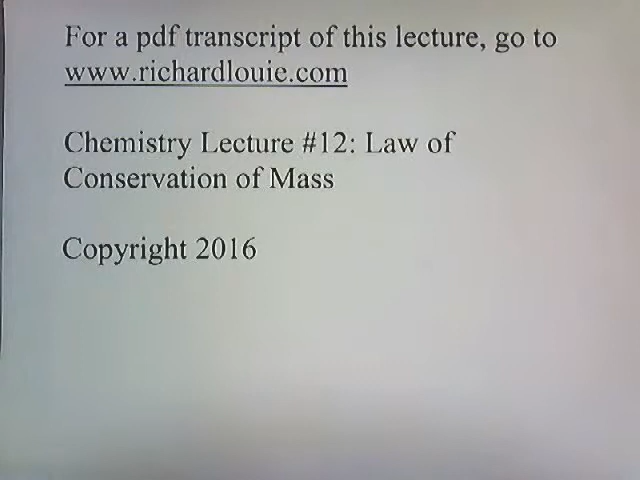 For a pdf transcript of this lecture, go to
www.richardlouie.com
Chemistry Lecture #12: Law of
Conservation of Mass
Copyright 2016